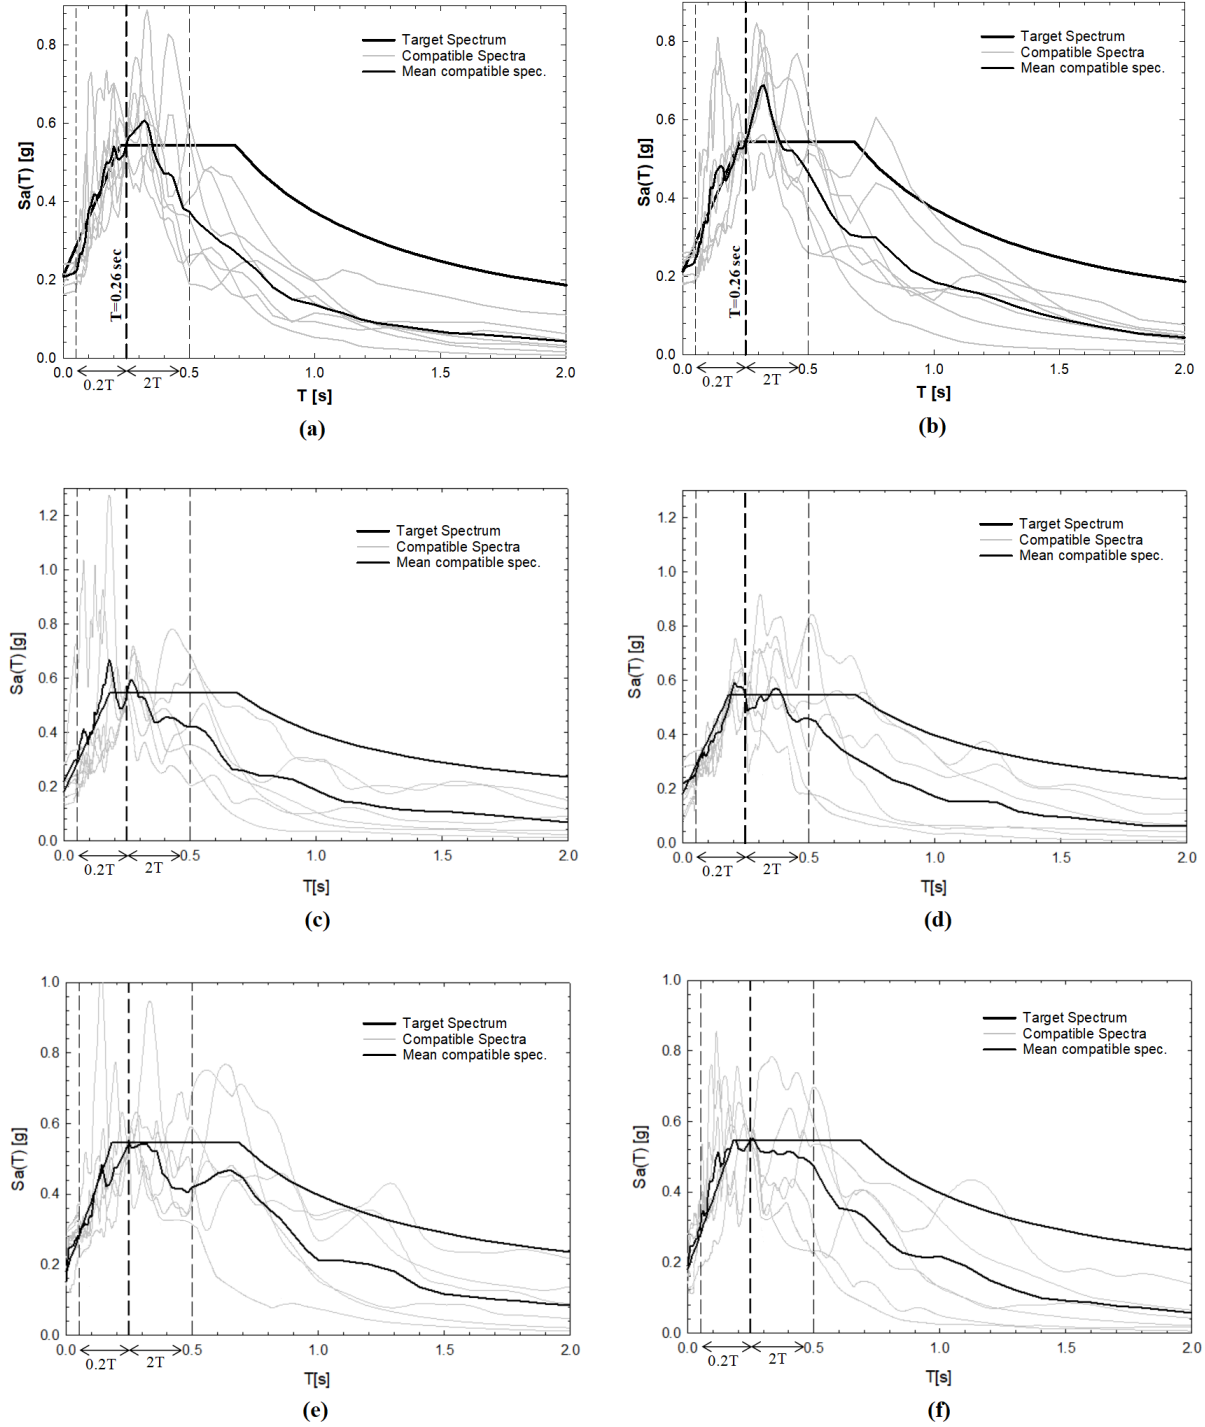 0.8
0.6
0.4
0.2
0.0
Sa(T) [g]
Target Spectrum
Compatible Spectra
Mean compatible spec.
T=0.26 sec
0.0 0.5 1.0 1.5 2.0
0.2T 2T
T [s]
(a)
0.8
0.6
0.4
0.2
0.0
Sa(T) [g]
Target Spectrum
Compatible Spectra
Mean compatible spec.
T=0.26 sec
0.0 0.5 1.0 1.5 2.0
0.2T 2T
T [s]
(b)
1.2
1.0
0.8
0.6
0.4
0.2
0.0
Sa(T) [g]
Target Spectrum
Compatible Spectra
Mean compatible spec.
0.0 0.5 1.0 1.5 2.0
0.2T 2T
T[s]
(c)
1.2
1.0
0.8
0.6
0.4
0.2
0.0
Sa(T) [g]
Target Spectrum
Compatible Spectra
Mean compatible spec.
0.0 0.5 1.0 1.5 2.0
0.2T 2T
T[s]
(d)
1.0
0.8
0.6
0.4
0.2
0.0
Sa(T) [g]
Target Spectrum
Compatible Spectra
Mean compatible spec.
0.0 0.5 1.0 1.5 2.0
0.2T 2T
T[s]
(e)
1.0
0.8
0.6
0.4
0.2
0.0
Sa(T) [g]
Target Spectrum
Compatible Spectra
Mean compatible spec.
0.0 0.5 1.0 1.5 2.0
0.2T 2T
T[s]
(f)